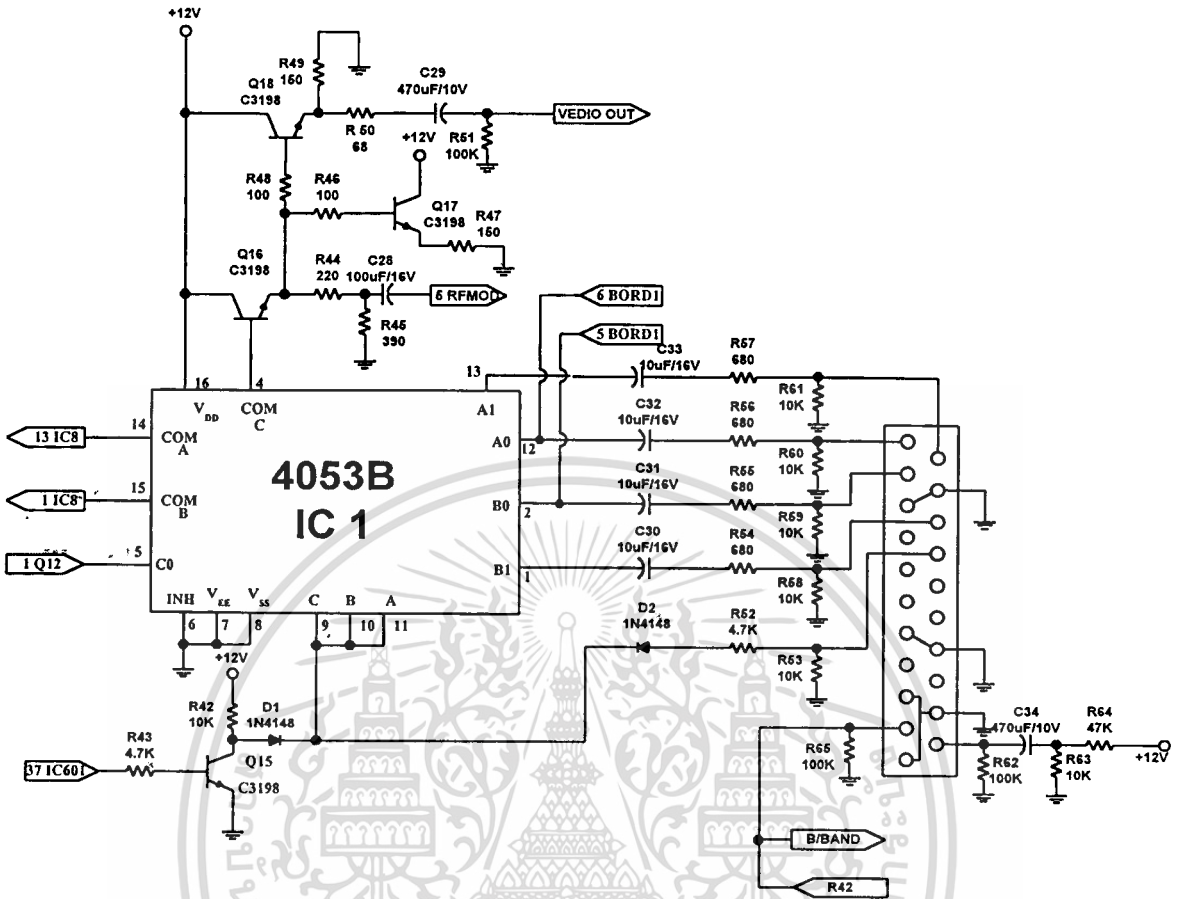 +12V
R49
150
Q18
C3198
C29
470uF/10V
R 50
68
VEDIO OUT
+12V
R51
100K
R48
100
R46
100
Q17
C3198
R47
150
Q16
C3198
R44
220
C28
100uF/16V
5 RFMOD
R45
390
6 BORD1
5 BORD1
C33
10uF/16V
R57
680
R61
10K
16
4
13
VDD
COM
C
A1
14
COM
A
13 IC8
C32
10uF/16V
R56
680
A0
12
R60
10K
4053B
IC 1
C31
10uF/16V
R55
680
15
COM
B
1 IC8
B0
2
R59
10K
C30
10uF/16V
R54
680
5
C0
1 Q12
B1
1
R58
10K
INH
VEE
VSS
C
B
A
6
7
8
9
10
11
D2
1N4148
R52
4.7K
R53
10K
+12V
R42
10K
D1
1N4148
R43
4.7K
37 IC601
Q15
C3198
R65
100K
C34
470uF/10V
R64
47K
R62
100K
R63
10K
+12V
B/BAND
R42